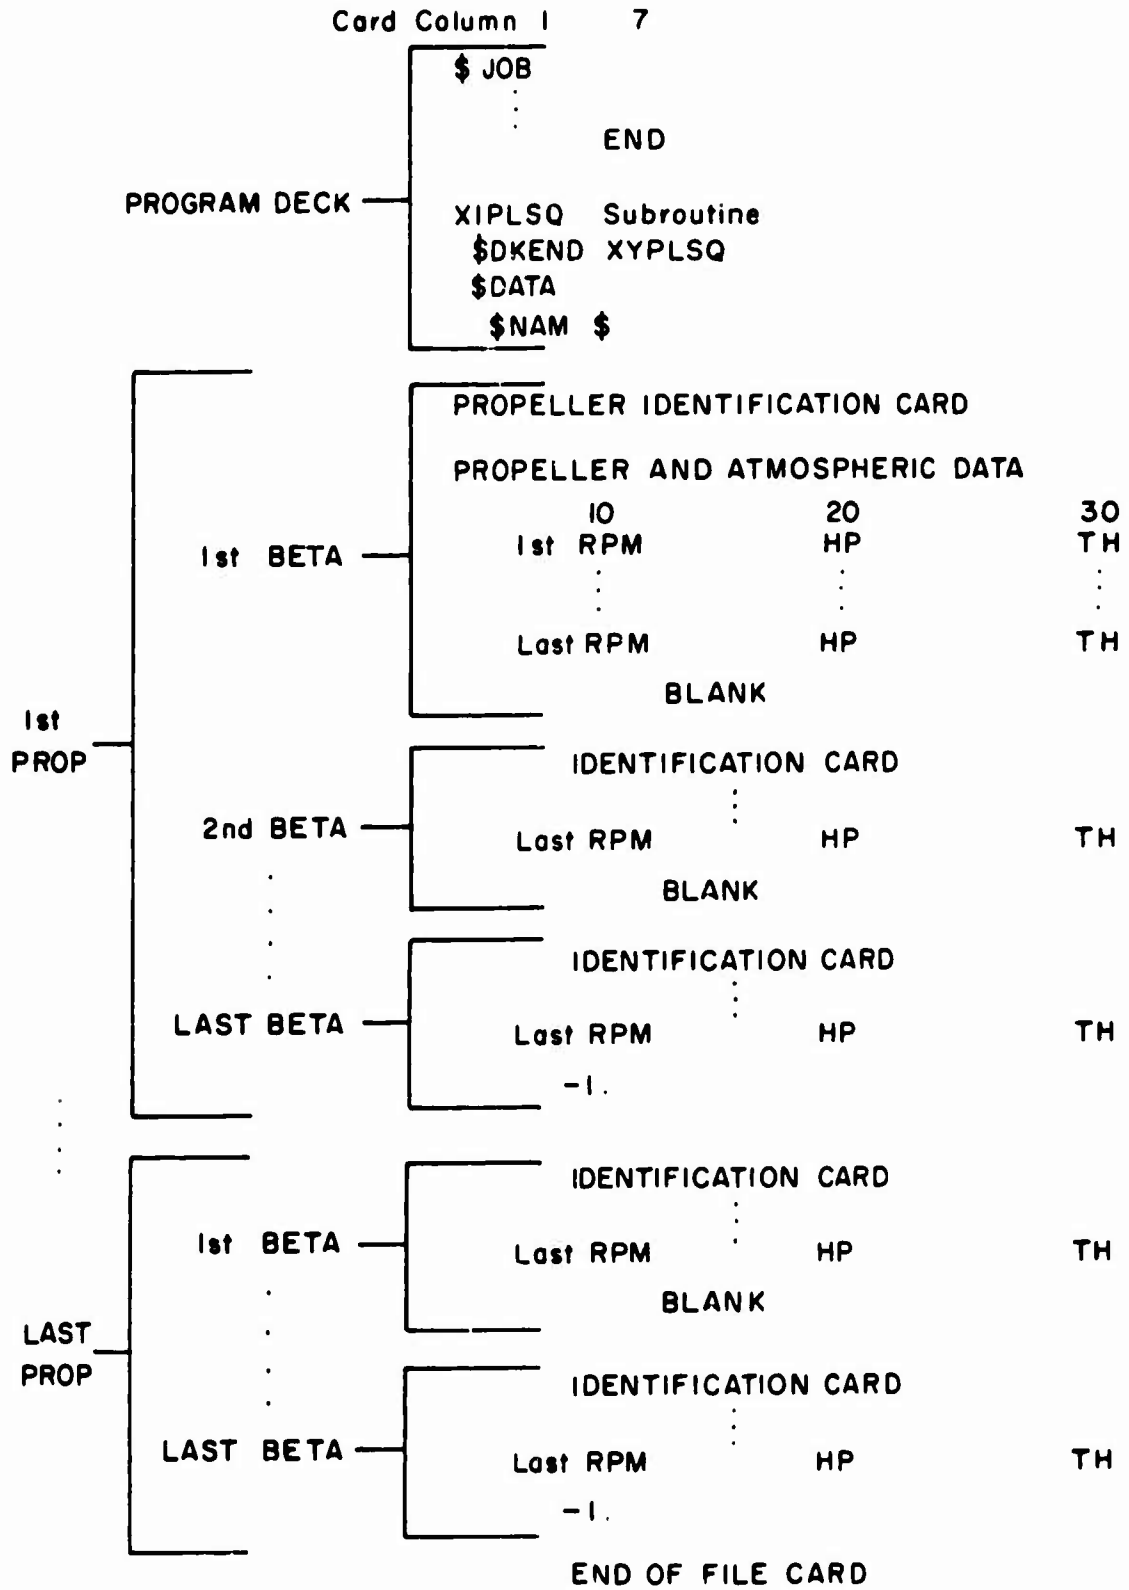 Card Column 1 7
$ JOB
END
PROGRAM DECK
XIPLSQ Subroutine
$DKEND XYPLSQ
$DATA
$NAM $
PROPELLER IDENTIFICATION CARD
PROPELLER AND ATMOSPHERIC DATA
10 20 30
1st BETA
1st RPM HP TH
Last RPM HP TH
BLANK
1st
PROP
IDENTIFICATION CARD
2nd BETA
Last RPM HP TH
BLANK
IDENTIFICATION CARD
LAST BETA
Last RPM HP TH
-1.
IDENTIFICATION CARD
1st BETA
Last RPM HP TH
BLANK
LAST
PROP
IDENTIFICATION CARD
LAST BETA
Last RPM HP TH
-1.
END OF FILE CARD